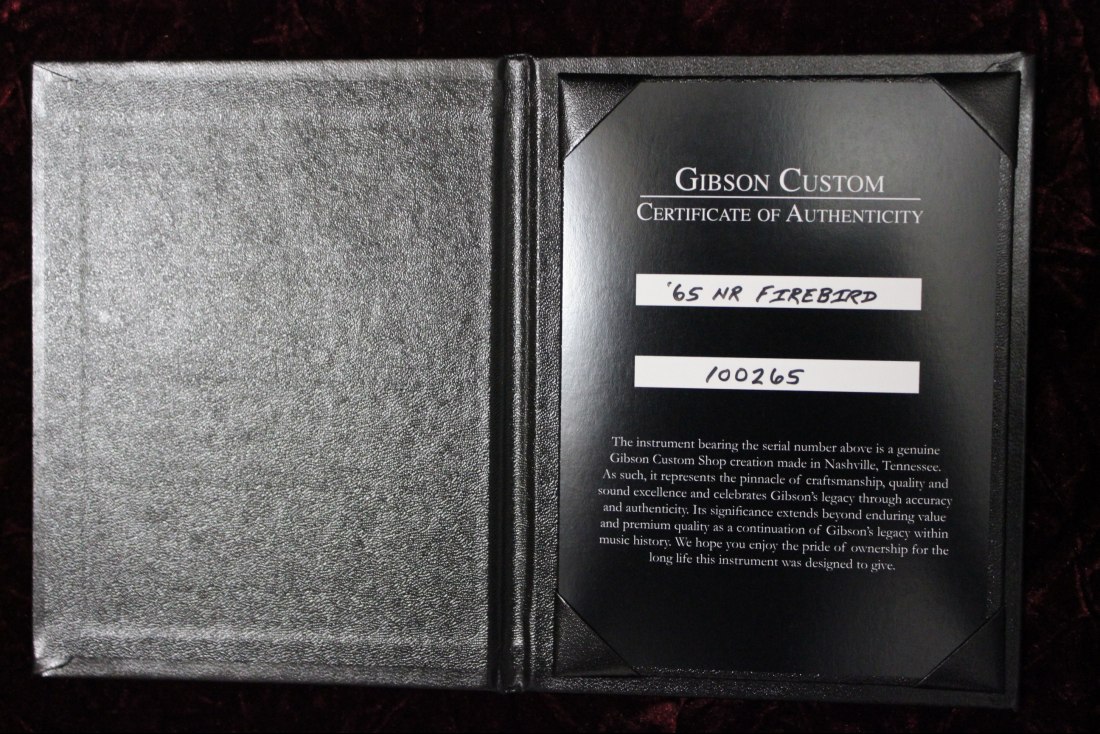 GIBSON CUSTOM
CERTIFICATE OF AUTHENTICITY
'65 NR FIREBIRD
100265
The instrument bearing the serial number above is a genuine
Gibson Custom Shop creation made in Nashville, Tennessee.
As such, it represents the pinnacle of craftsmanship, quality and
sound excellence and celebrates Gibson's legacy through accuracy
and authenticity. Its significance extends beyond enduring value
and premium quality as a continuation of Gibson's legacy within
music history. We hope you enjoy the pride of ownership for the
long life this instrument was designed to give.